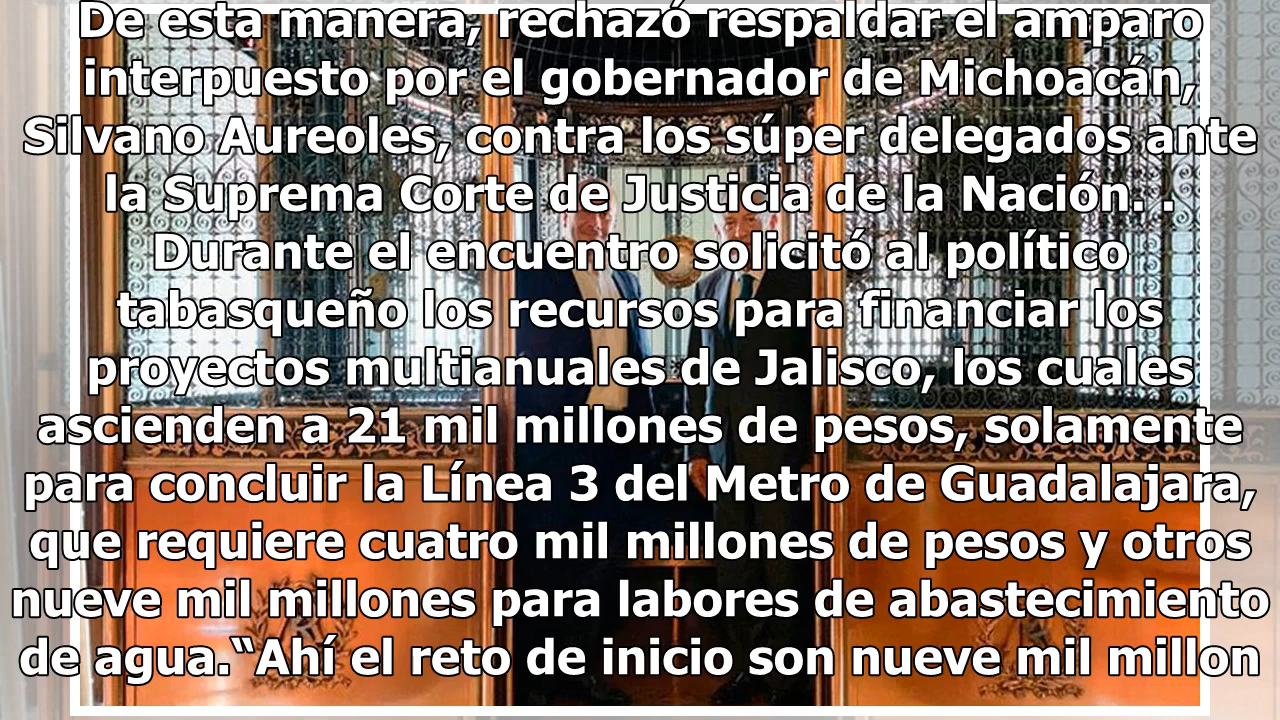 De esta manera, rechazó respaldar el amparo
interpuesto por el gobernador de Michoacán,
Silvano Aureoles, contra los súper delegados ante
la Suprema Corte de Justicia de la Nación. .
Durante el encuentro solicitó al político
tabasqueño los recursos para financiar los
proyectos multianuales de Jalisco, los cuales
ascienden a 21 mil millones de pesos, solamente
para concluir la Línea 3 del Metro de Guadalajara,
que requiere cuatro mil millones de pesos y otros
nueve mil millones para labores de abastecimiento
de agua.“Ahí el reto de inicio son nueve mil millon